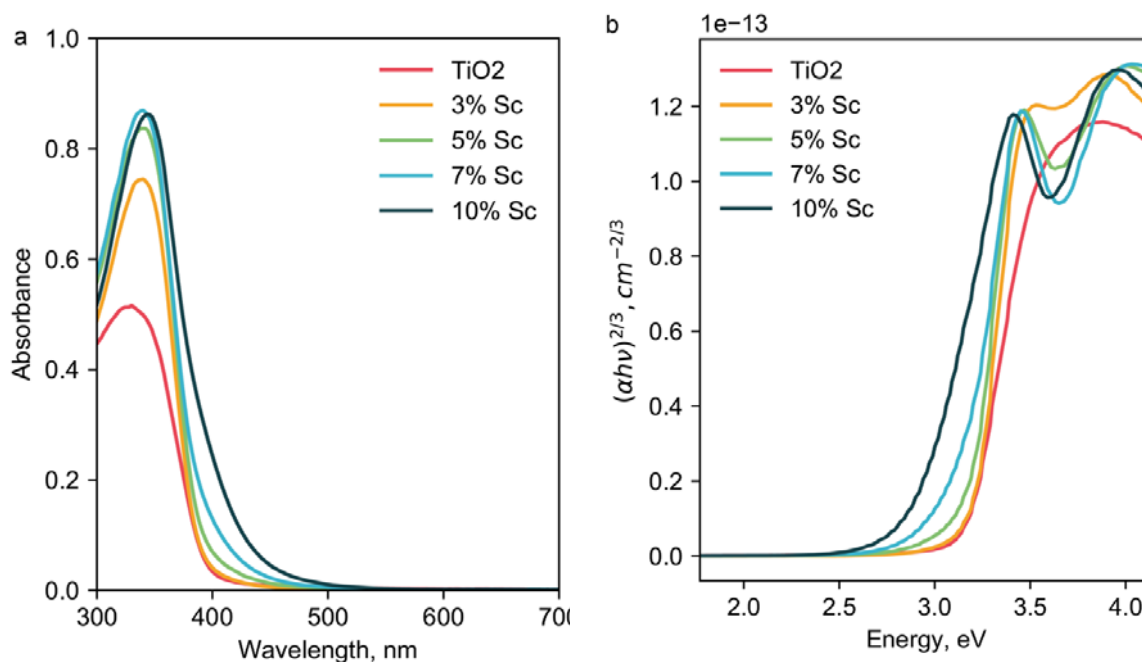 a
1.0
0.8
0.6
0.4
0.2
0.0
300
400
500
600
700
Absorbance
Wavelength, nm
TiO2
3% Sc
5% Sc
7% Sc
10% Sc
b
1e−13
1.2
1.0
0.8
0.6
0.4
0.2
0.0
2.0
2.5
3.0
3.5
4.0
(αhν)^{2/3}, cm^{−2/3}
Energy, eV
TiO2
3% Sc
5% Sc
7% Sc
10% Sc